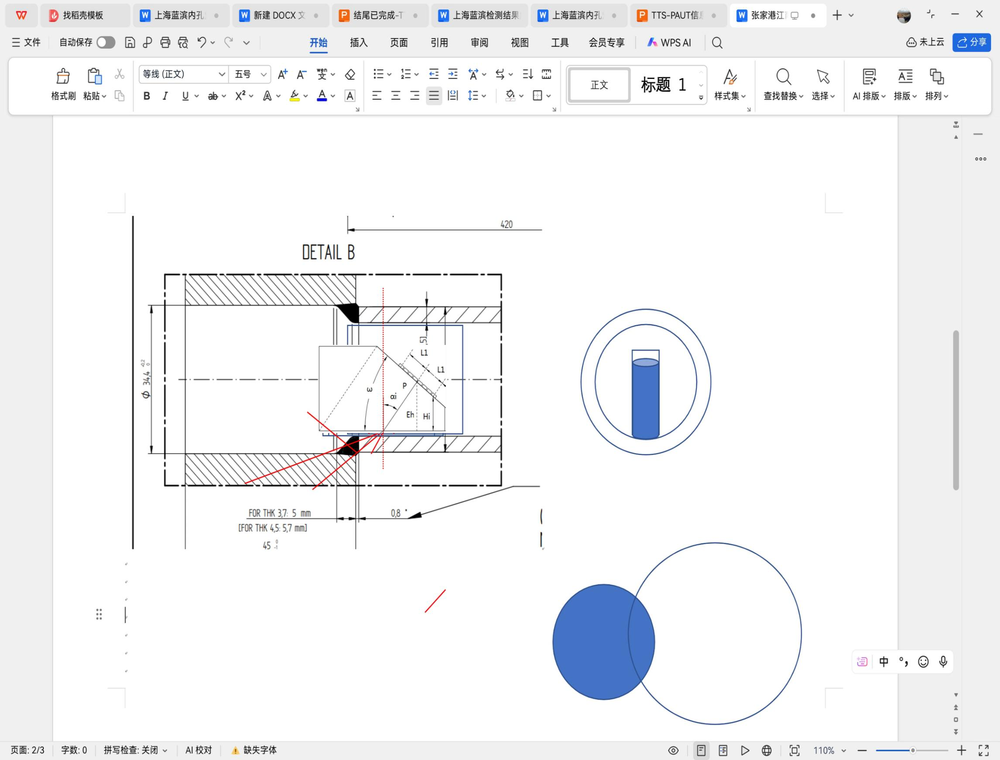 找稻壳模板
上海蓝滨内孔
新建 DOCX 文
结尾已完成-T
上海蓝滨检测结果
上海蓝滨内孔
TTS-PAUT信息
张家港江
文件
自动保存
开始
插入
页面
引用
审阅
视图
工具
会员专享
WPS AI
未上云
分享
格式刷
粘贴
等线 (正文)
五号
正文
标题 1
样式集
查找替换
选择
AI 排版
排版
排列
420
DETAIL B
5]
L1
L1
ω
P
αi
Eh
Hi
Φ 34,4 +0,2 0
FOR THK 3,7: 5 mm
0,8 *
[FOR THK 4,5: 5,7 mm]
45 0 -1
中
页面: 2/3
字数: 0
拼写检查: 关闭
AI 校对
缺失字体
110%